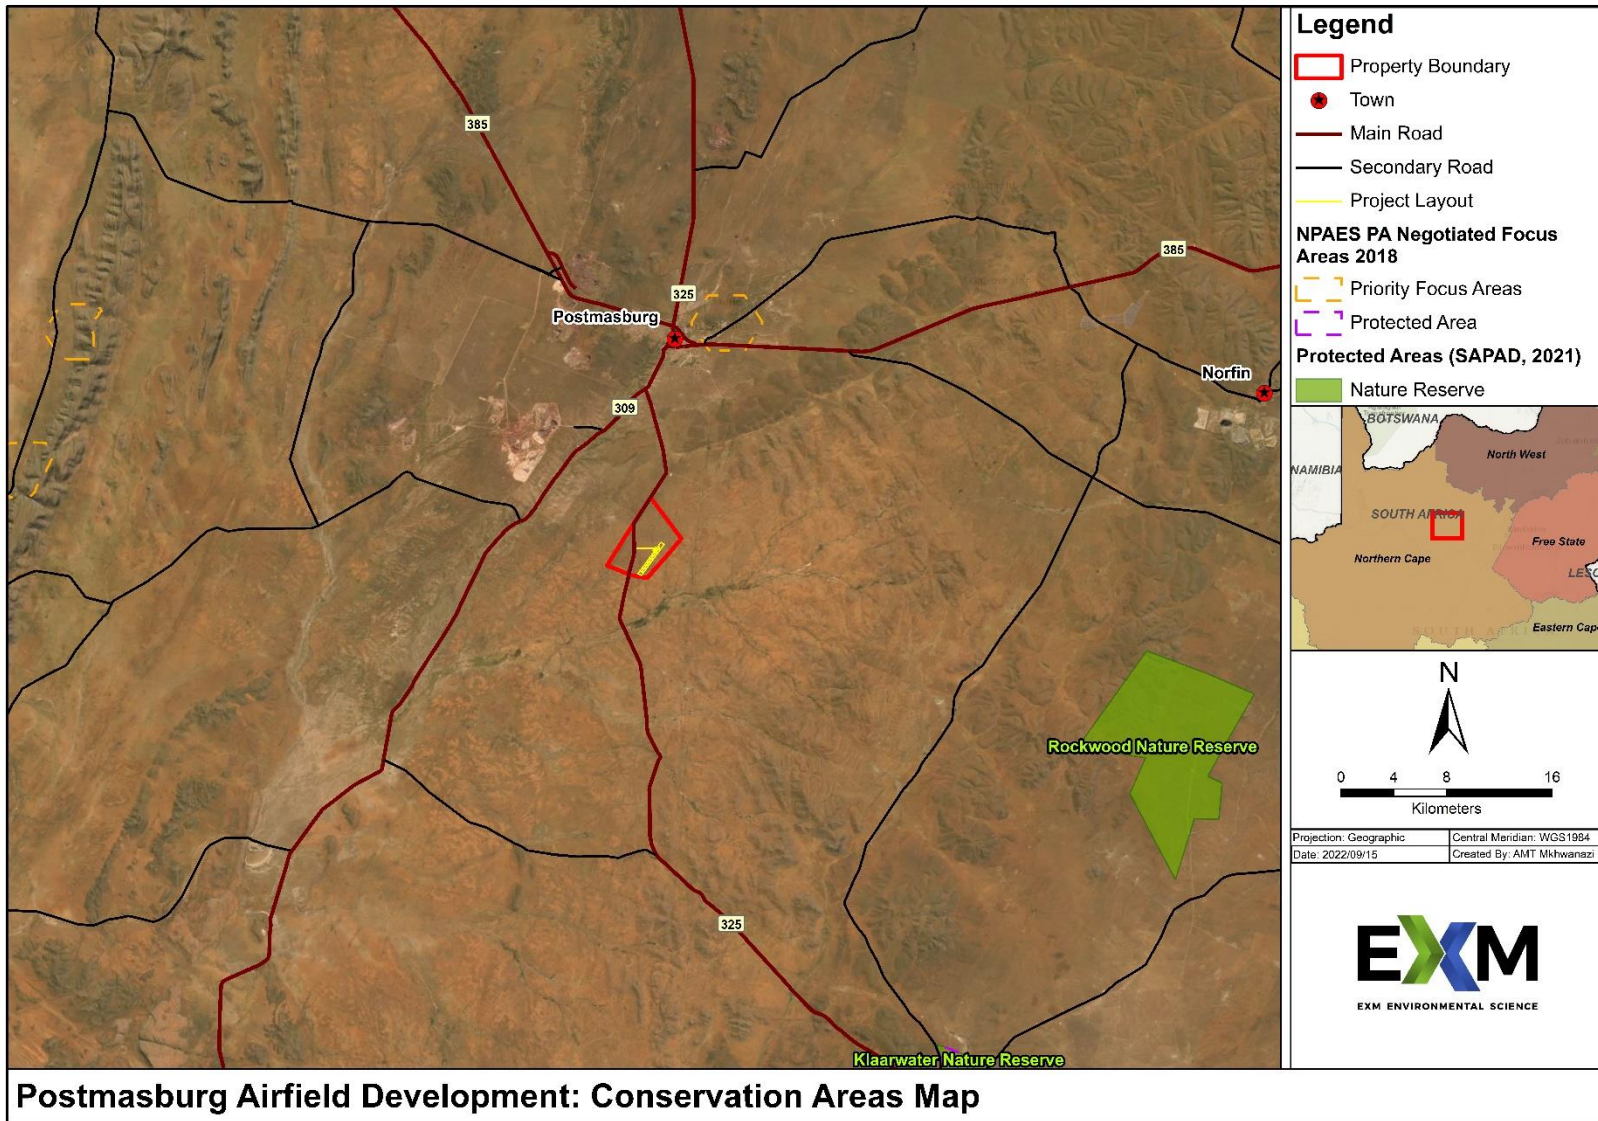 385
325
385
Postmasburg
309
Norfin
Rockwood Nature Reserve
325
Klaarwater Nature Reserve
Legend
Property Boundary
Town
Main Road
Secondary Road
Project Layout
NPAES PA Negotiated Focus
Areas 2018
Priority Focus Areas
Protected Area
Protected Areas (SAPAD, 2021)
Nature Reserve
BOTSWANA
NAMIBIA
North West
SOUTH AFRICA
Northern Cape
Free State
LESO
SOUTH AFRI
Eastern Cape
N
0 4 8 16
Kilometers
Projection: Geographic
Central Meridian: WGS1984
Date: 2022/09/15
Created By: AMT Mkhwanazi
EXM
EXM ENVIRONMENTAL SCIENCE
Postmasburg Airfield Development: Conservation Areas Map